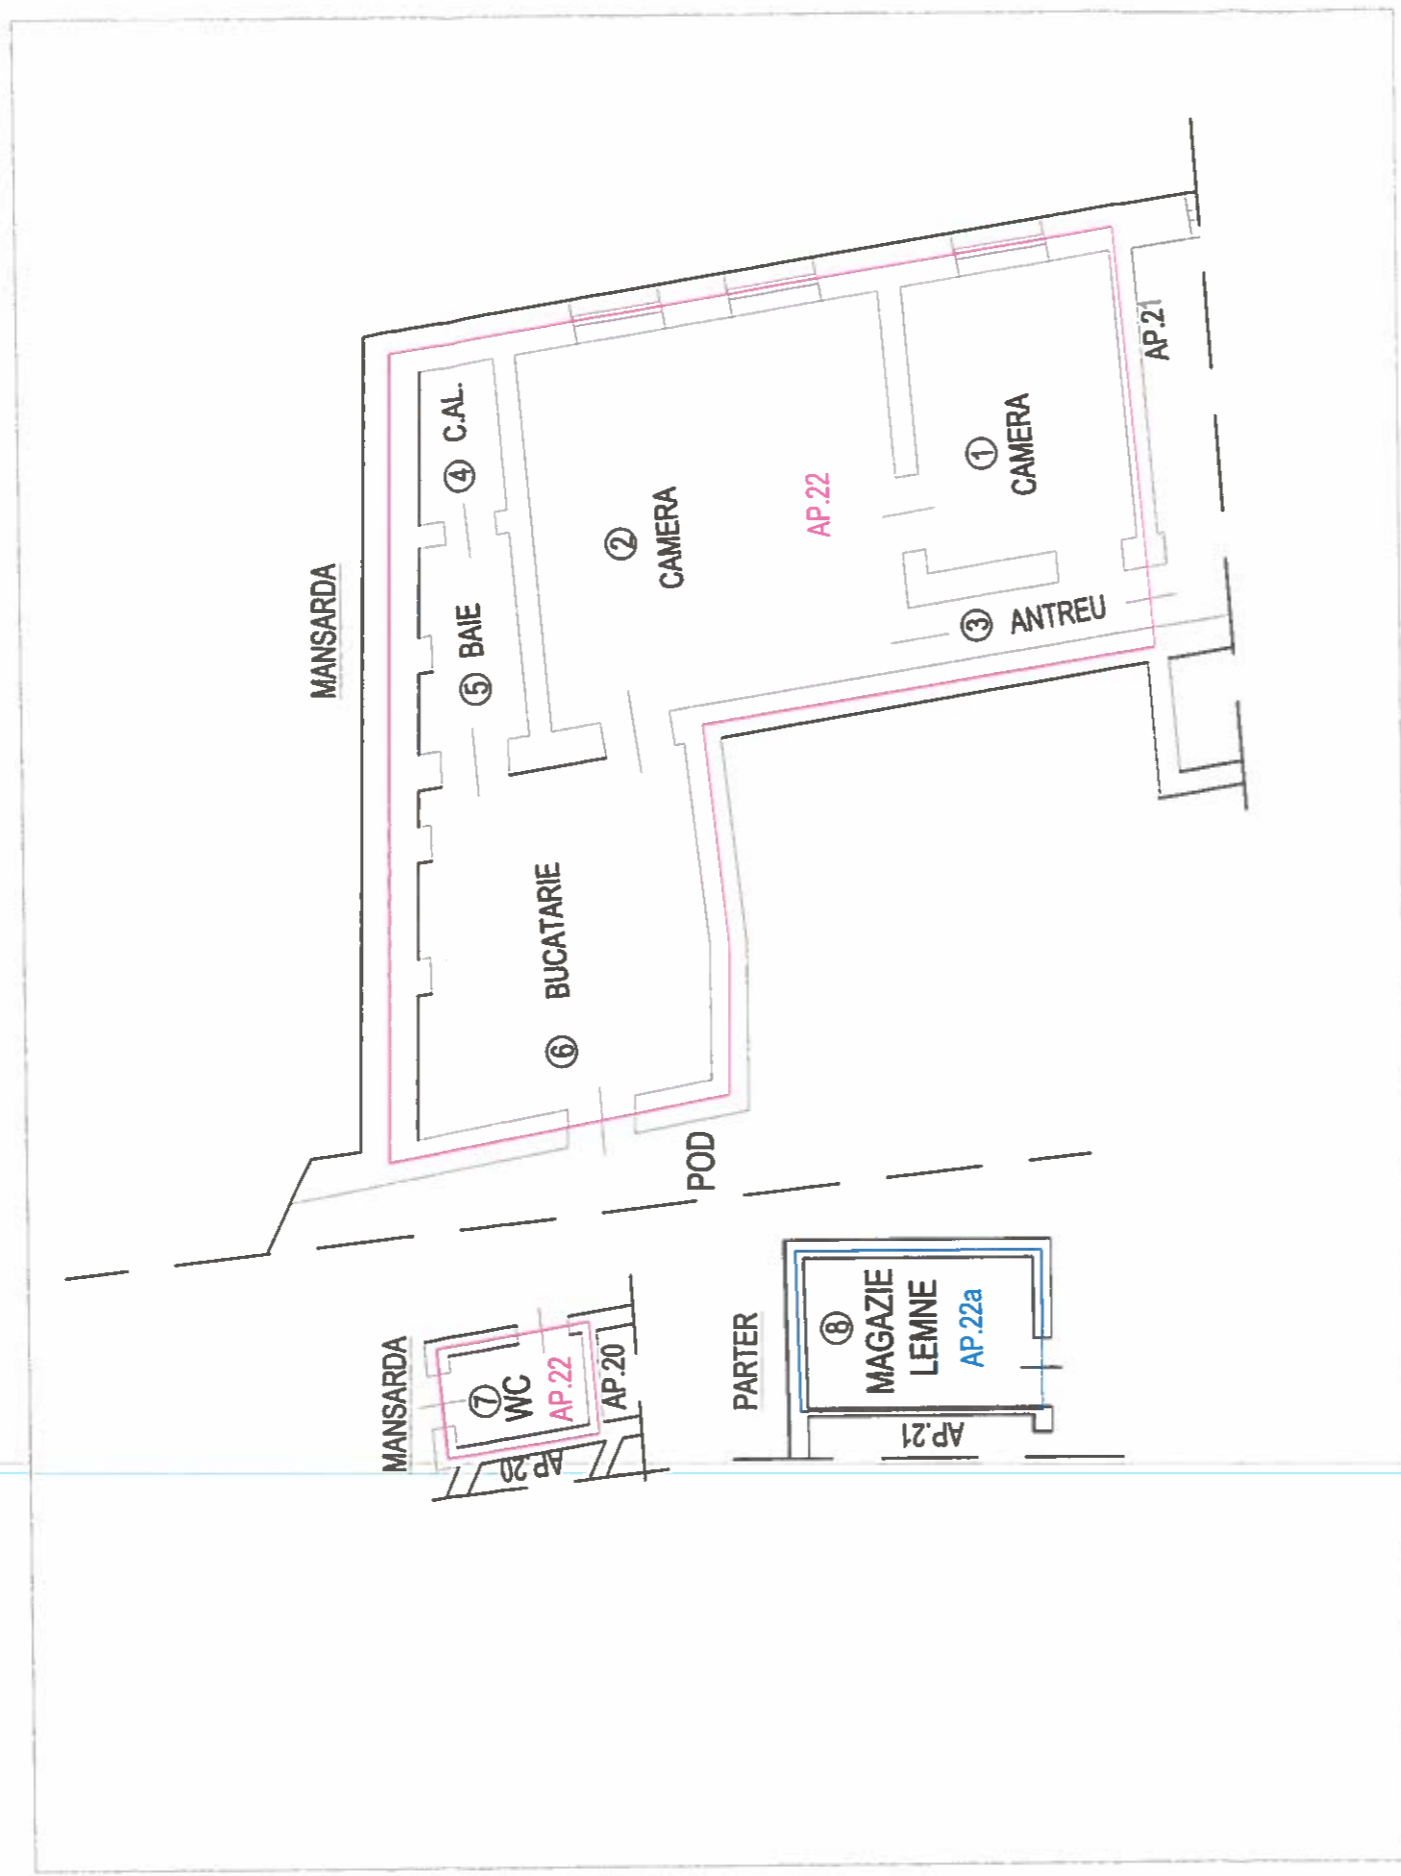 MANSARDA
④ C.AL.
⑤ BAIE
② CAMERA
AP.22
① CAMERA
AP.21
③ ANTREU
⑥ BUCATARIE
POD
MANSARDA
⑦
WC
AP.22
AP.20
AP.20
PARTER
⑧
MAGAZIE
LEMNE
AP.22a
AP.21